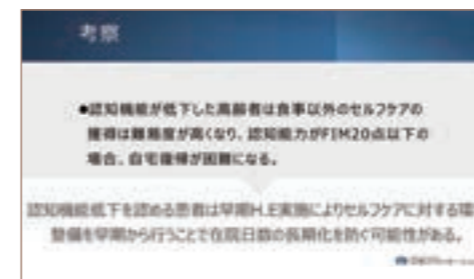 考察
●認知機能が低下した高齢者は食事以外のセルフケアの
獲得は難易度が高くなり、認知能力がFIM20点以下の
場合、自宅復帰が困難になる。
認知機能低下を認める患者は早期H.E実施によりセルフケアに対する環
整備を早期から行うことで在院日数の長期化を防ぐ可能性がある。